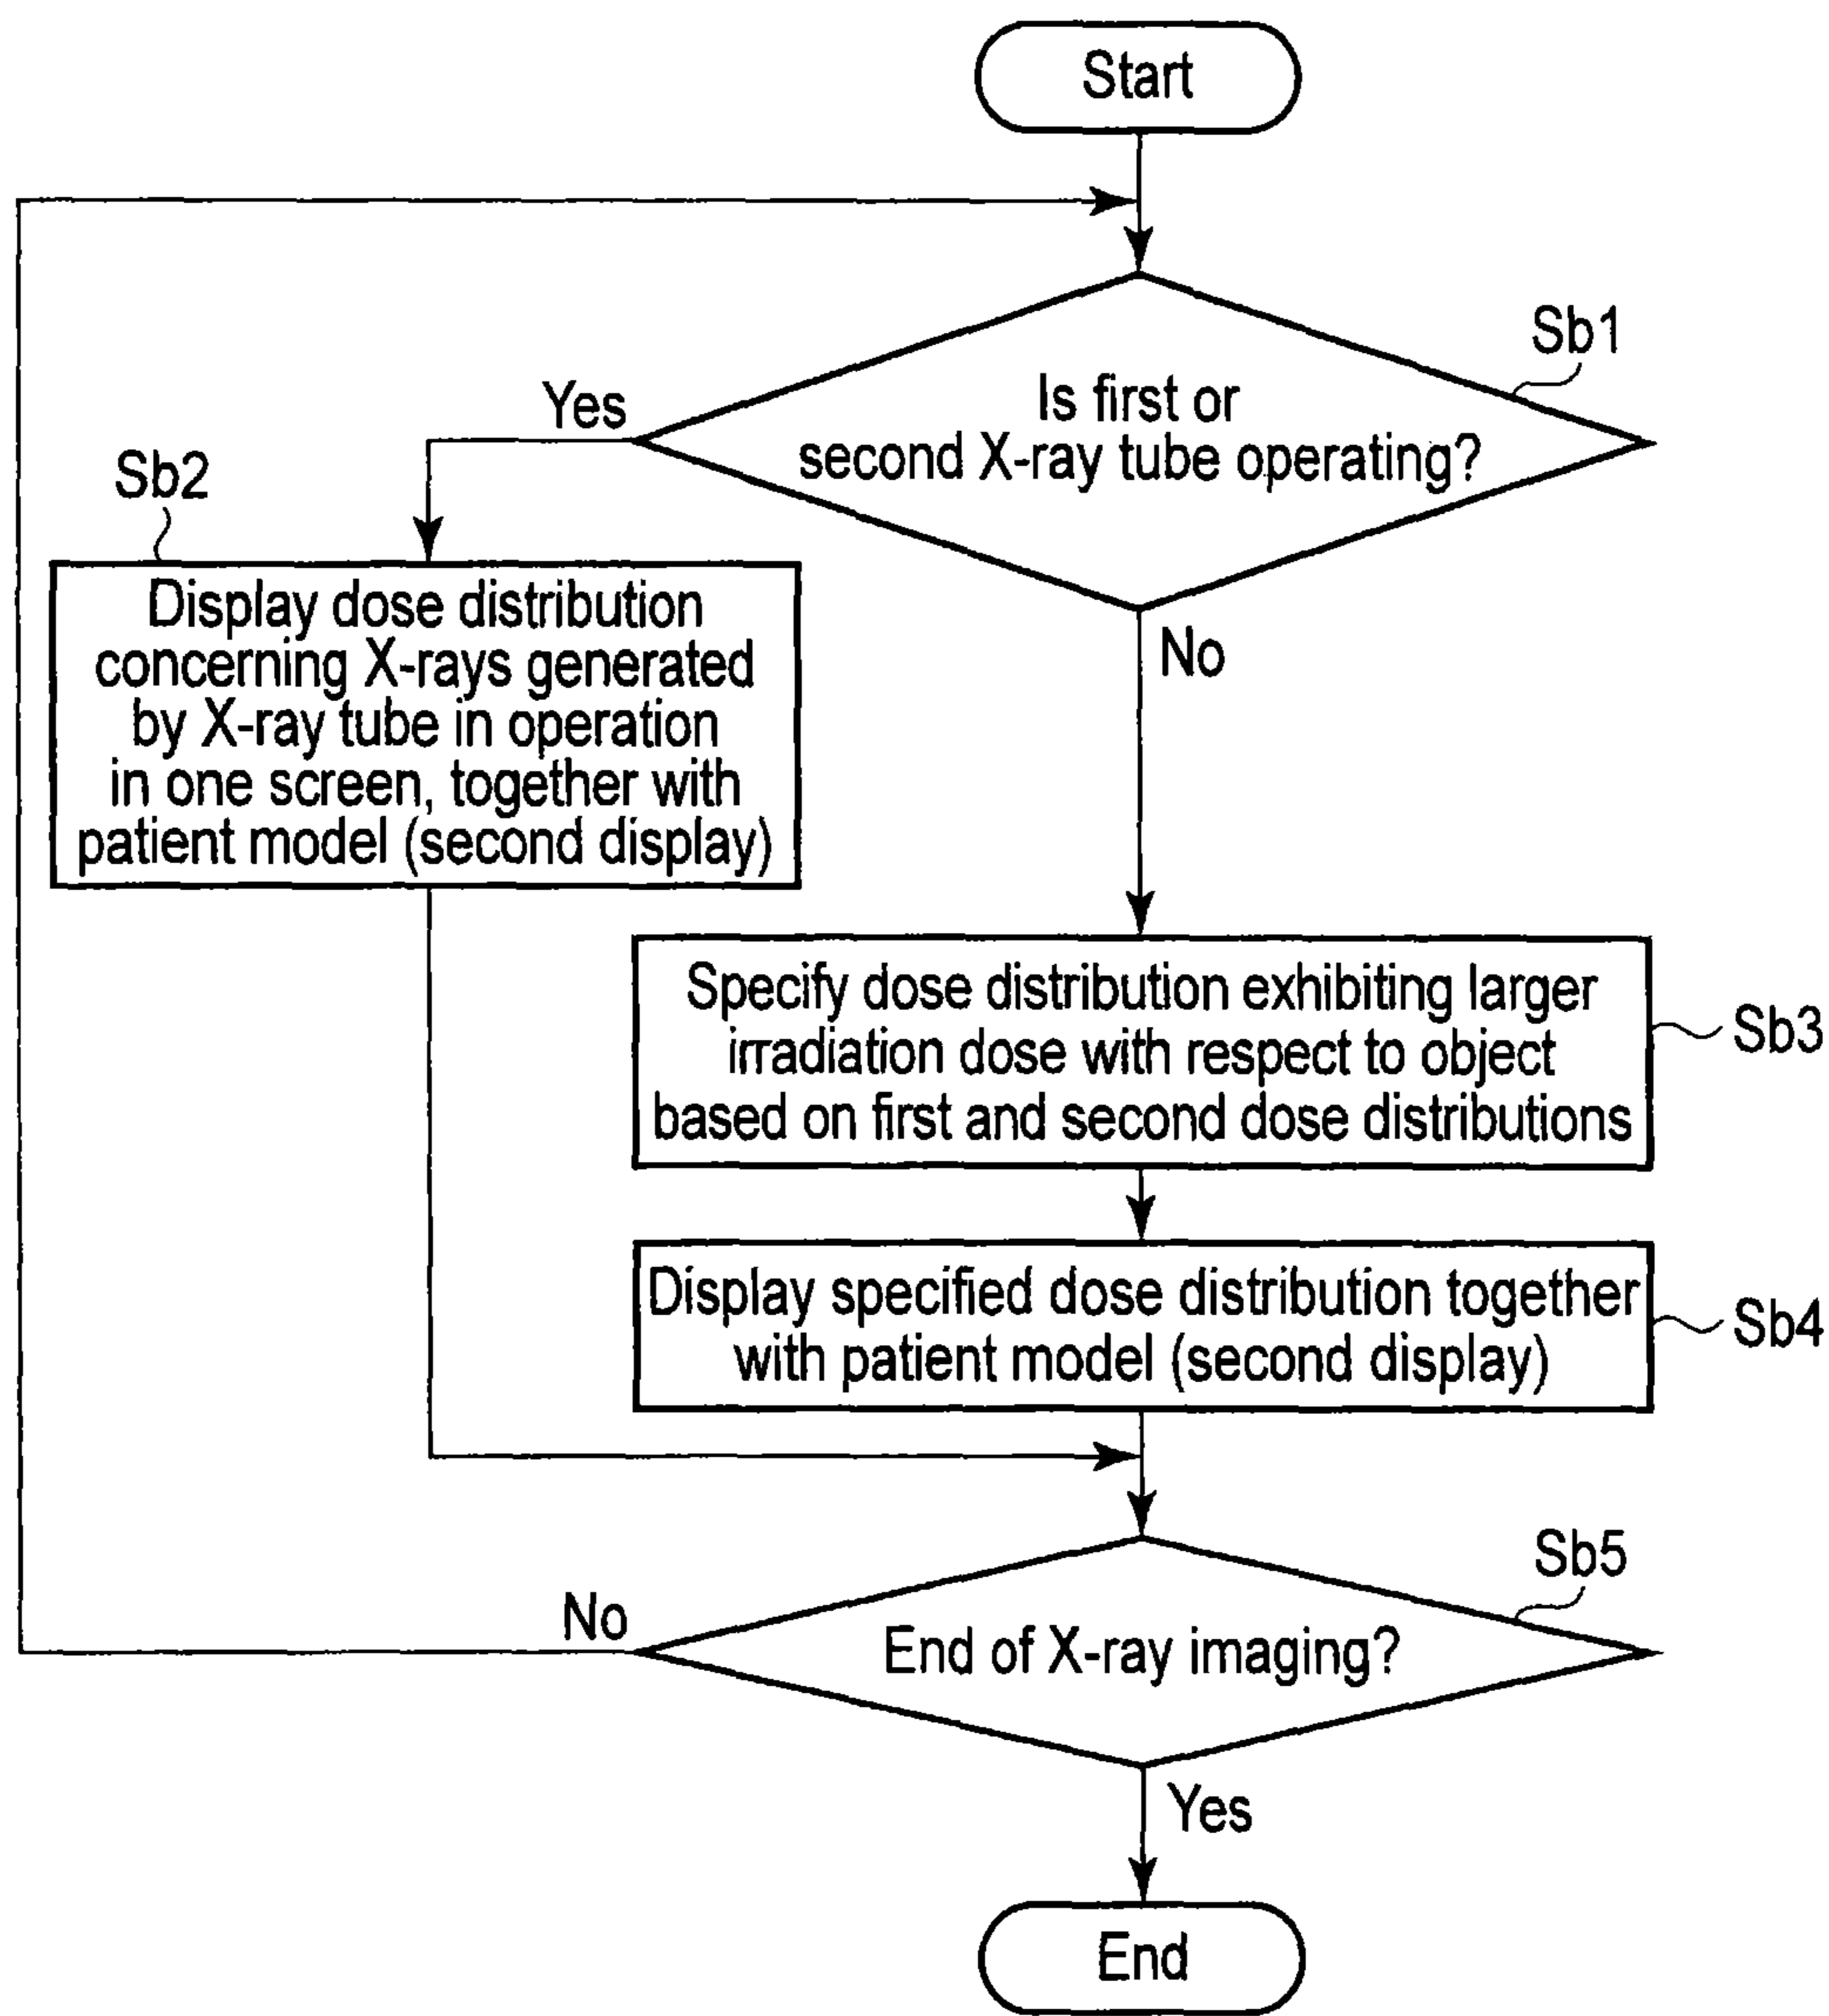 Start
Sb1
Is first or
second X-ray tube operating?
Yes
No
Sb2
Display dose distribution
concerning X-rays generated
by X-ray tube in operation
in one screen, together with
patient model (second display)
Specify dose distribution exhibiting larger
irradiation dose with respect to object
based on first and second dose distributions
Sb3
Display specified dose distribution together
with patient model (second display)
Sb4
Sb5
End of X-ray imaging?
No
Yes
End